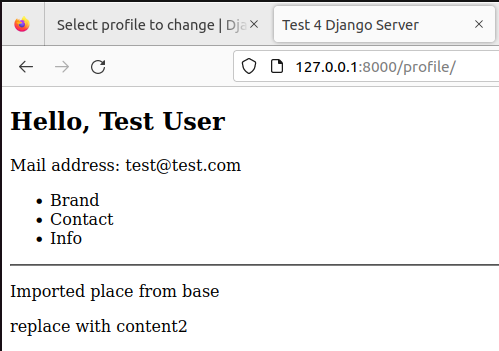 Select profile to change | Dja
Test 4 Django Server
127.0.0.1:8000/profile/
Hello, Test User
Mail address: test@test.com
Brand
Contact
Info
Imported place from base
replace with content2